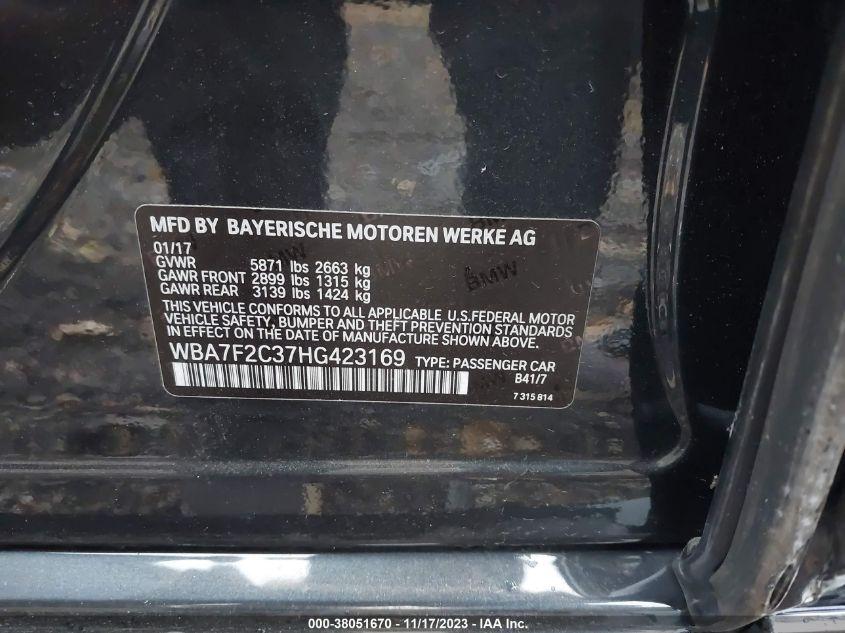 MFD BY BAYERISCHE MOTOREN WERKE AG
01/17
GVWR 5871 lbs 2663 kg
GAWR FRONT 2899 lbs 1315 kg
GAWR REAR 3139 lbs 1424 kg
THIS VEHICLE CONFORMS TO ALL APPLICABLE U.S.FEDERAL MOTOR
VEHICLE SAFETY, BUMPER AND THEFT PREVENTION STANDARDS
IN EFFECT ON THE DATE OF MANUFACTURE SHOWN ABOVE.
WBA7F2C37HG423169 TYPE: PASSENGER CAR
B41/7
7 315 814
BMW
000-38051670 - 11/17/2023 - © IAA, Inc.